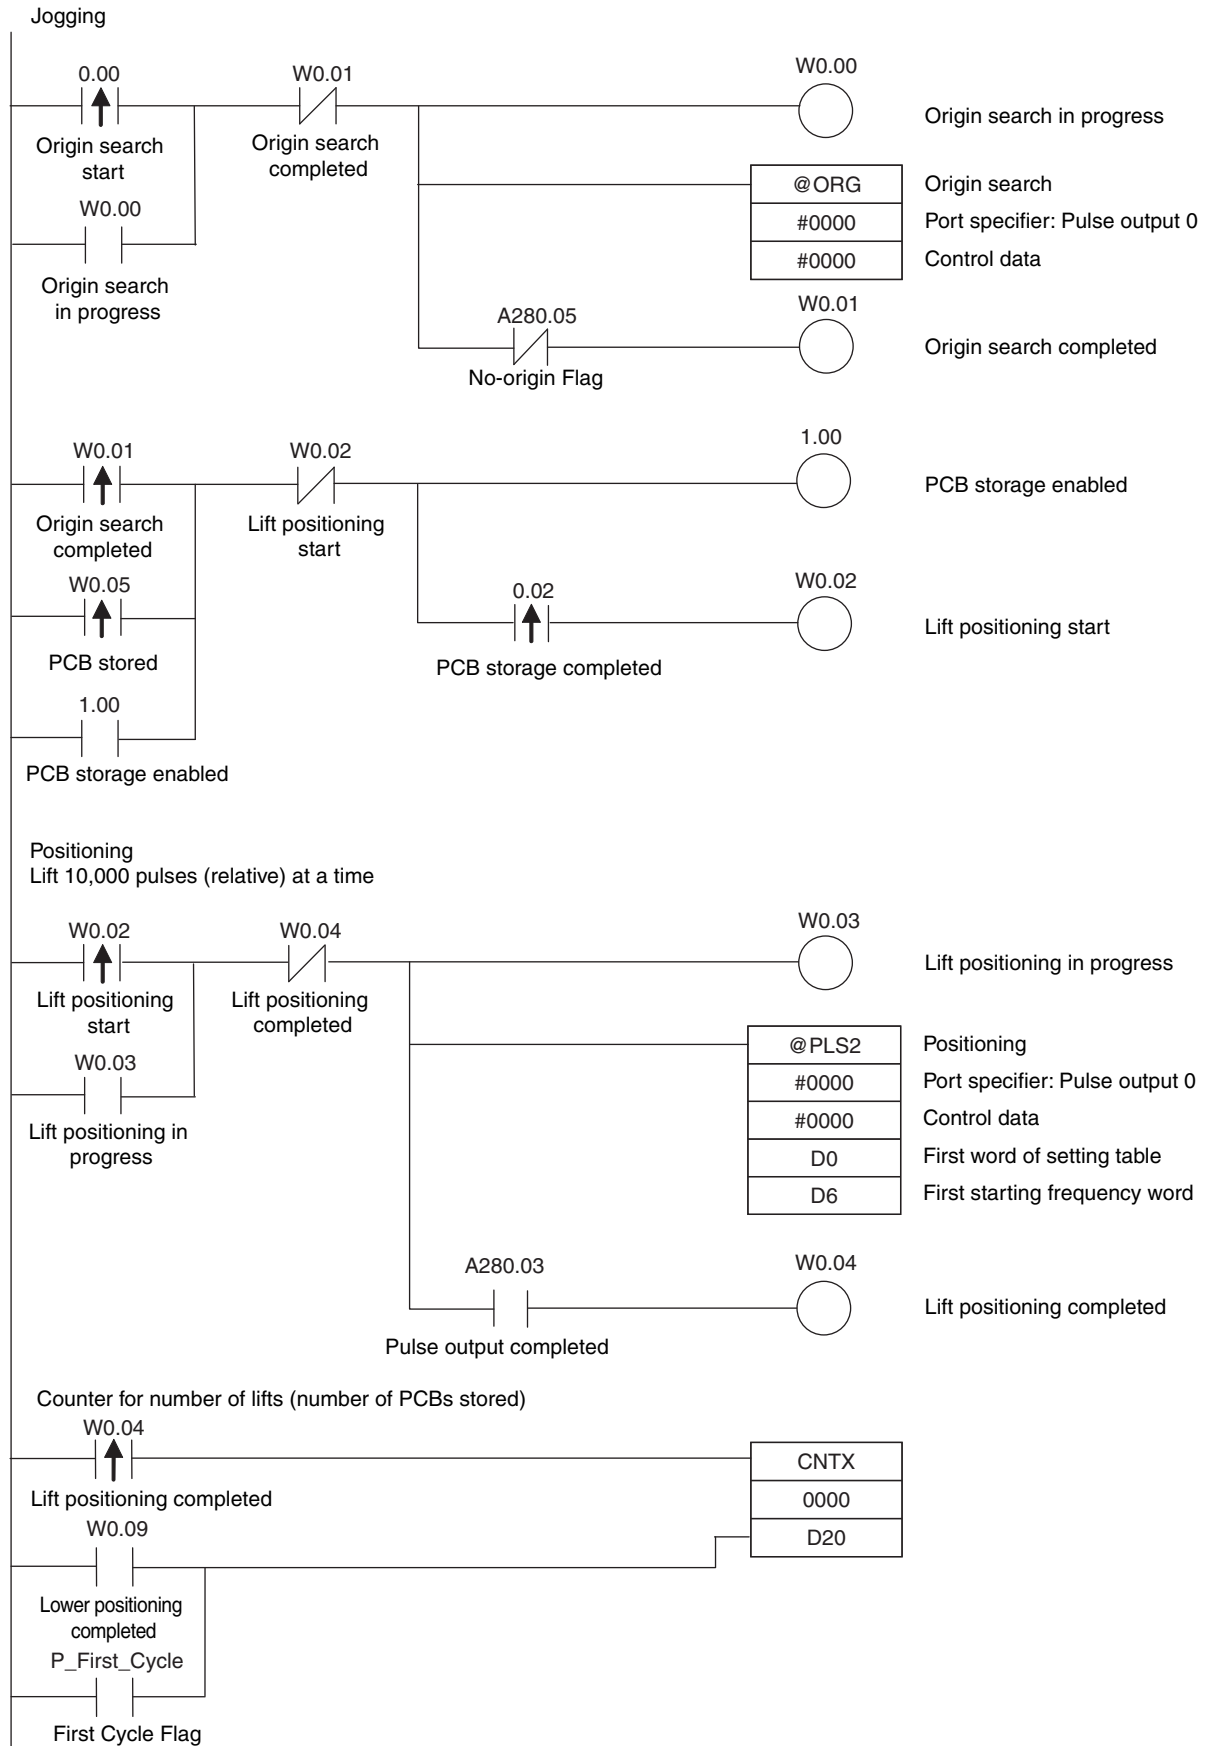 Jogging
0.00
W0.01
W0.00
Origin search in progress
Origin search
start
Origin search
completed
@ORG
Origin search
W0.00
#0000
Port specifier: Pulse output 0
#0000
Control data
Origin search
in progress
A280.05
W0.01
No-origin Flag
Origin search completed
W0.01
W0.02
1.00
PCB storage enabled
Origin search
completed
Lift positioning
start
W0.05
0.02
W0.02
Lift positioning start
PCB stored
PCB storage completed
1.00
PCB storage enabled
Positioning
Lift 10,000 pulses (relative) at a time
W0.02
W0.04
W0.03
Lift positioning in progress
Lift positioning
start
Lift positioning
completed
@PLS2
Positioning
W0.03
#0000
Port specifier: Pulse output 0
#0000
Control data
Lift positioning in
progress
D0
First word of setting table
D6
First starting frequency word
A280.03
W0.04
Lift positioning completed
Pulse output completed
Counter for number of lifts (number of PCBs stored)
W0.04
CNTX
Lift positioning completed
0000
W0.09
D20
Lower positioning
completed
P_First_Cycle
First Cycle Flag